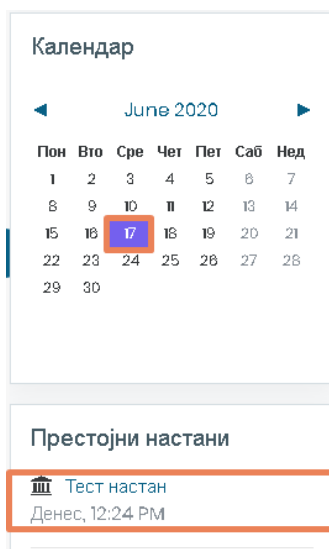 Календар
June 2020
Пон Вто Сре Чет Пет Саб Нед
1 2 3 4 5 6 7
8 9 10 11 12 13 14
15 16 17 18 19 20 21
22 23 24 25 26 27 28
29 30
Престојни настани
Тест настан
Денес, 12:24 PM